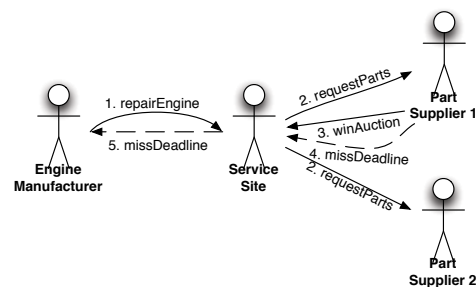 2. requestParts
Part
Supplier 1
1. repairEngine
3. winAuction
5. missDeadline
4. missDeadline
Engine
Manufacturer
Service
Site
2. requestParts
Part
Supplier 2